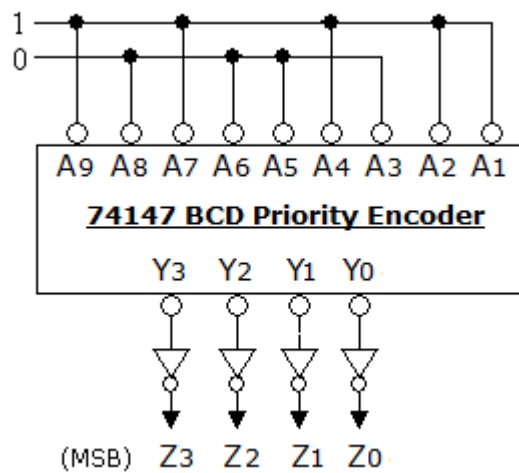 1
0
A9 A8 A7 A6 A5 A4 A3 A2 A1
74147 BCD Priority Encoder
Y3 Y2 Y1 Y0
(MSB) Z3 Z2 Z1 Z0